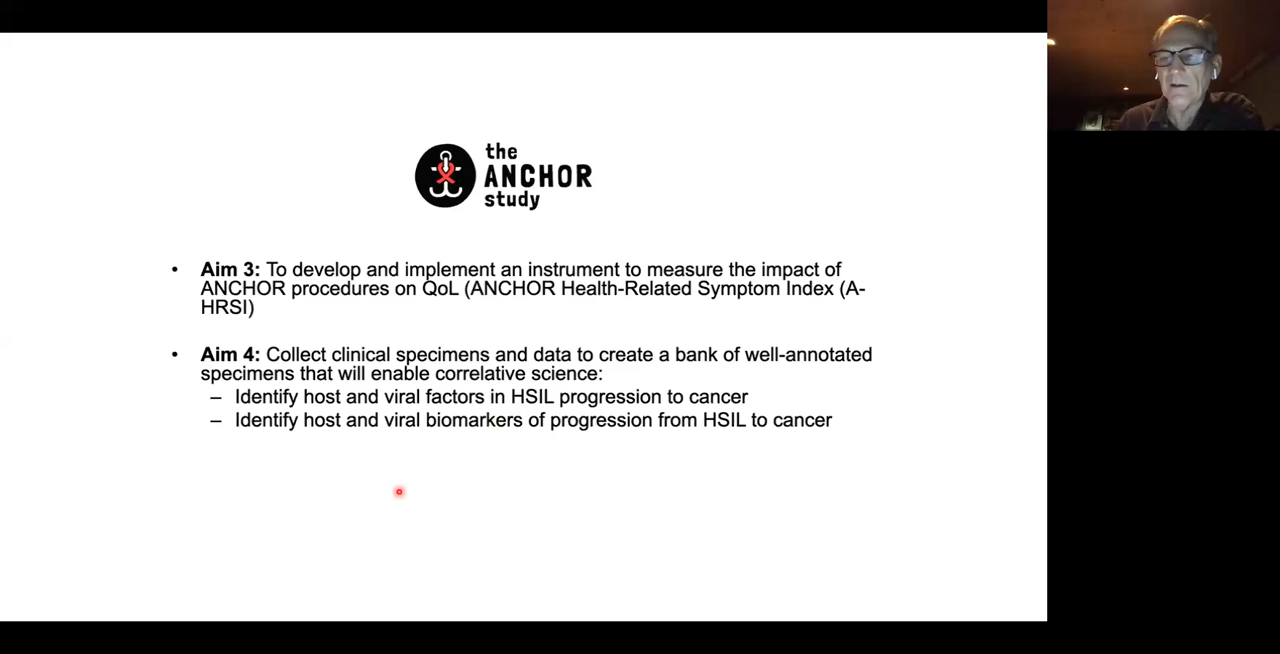 the
ANCHOR
study
• Aim 3: To develop and implement an instrument to measure the impact of
ANCHOR procedures on QoL (ANCHOR Health-Related Symptom Index (A-
HRSI)
• Aim 4: Collect clinical specimens and data to create a bank of well-annotated
specimens that will enable correlative science:
– Identify host and viral factors in HSIL progression to cancer
– Identify host and viral biomarkers of progression from HSIL to cancer